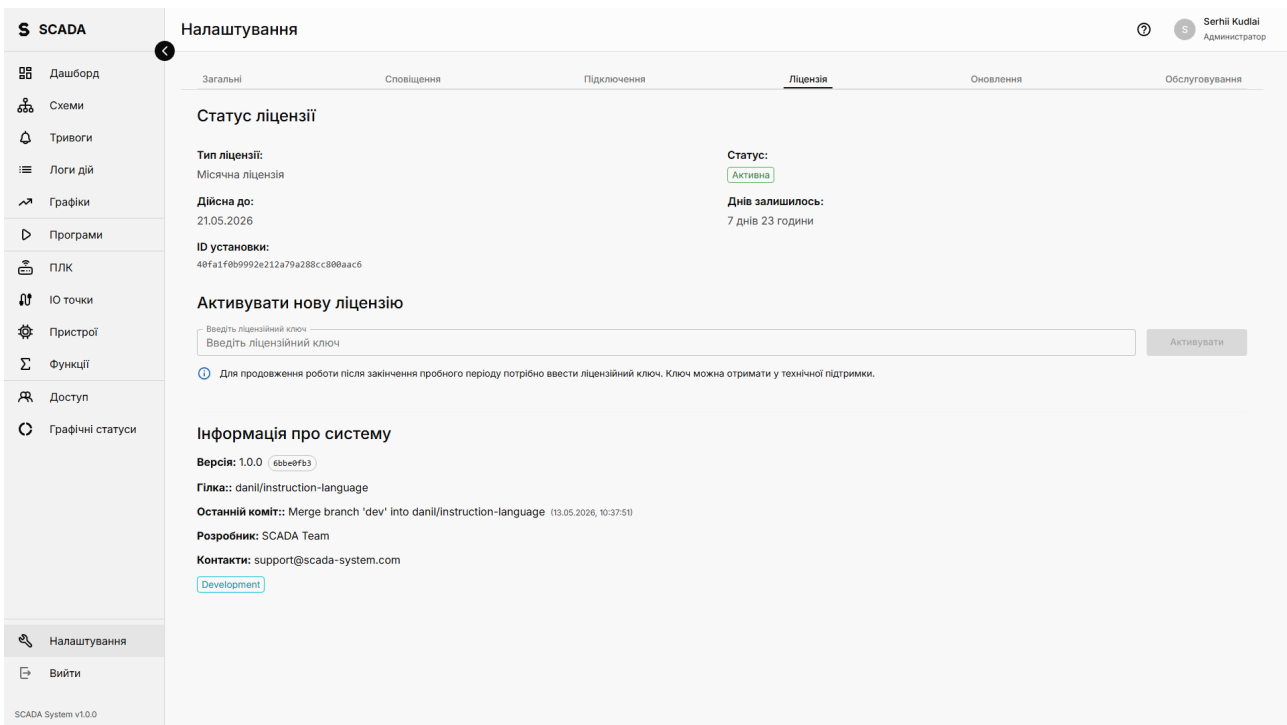 SCADA
Налаштування
S
Serhii Kudlai
Администратор
Дашборд
Схеми
Тривоги
Логи дій
Графіки
Програми
ПЛК
IO точки
Пристрої
Функції
Доступ
Графічні статуси
Налаштування
Вийти
SCADA System v1.0.0
Загальні
Сповіщення
Підключення
Ліцензія
Оновлення
Обслуговування
Статус ліцензії
Тип ліцензії:
Місячна ліцензія
Статус:
Активна
Дійсна до:
21.05.2026
Днів залишилось:
7 днів 23 години
ID установки:
40fa1f0b9992e212a79a288cc800aac6
Активувати нову ліцензію
Введіть ліцензійний ключ
Введіть ліцензійний ключ
Активувати
Для продовження роботи після закінчення пробного періоду потрібно ввести ліцензійний ключ. Ключ можна отримати у технічної підтримки.
Інформація про систему
Версія: 1.0.0 6bbe0fb3
Гілка:: danil/instruction-language
Останній коміт:: Merge branch 'dev' into danil/instruction-language (13.05.2026, 10:37:51)
Розробник: SCADA Team
Контакти: support@scada-system.com
Development